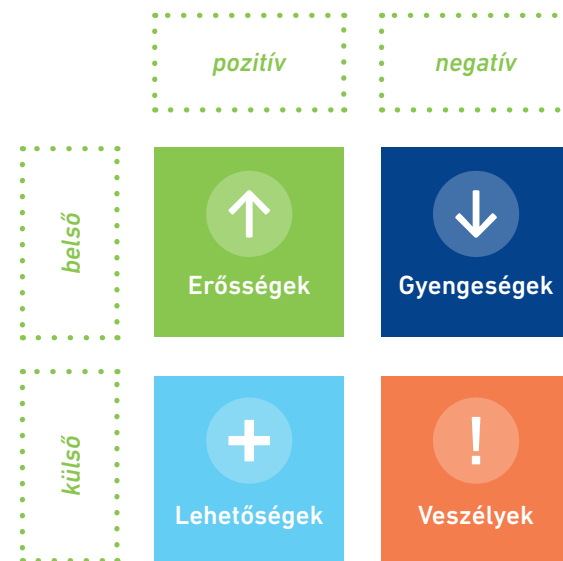 pozitív
negatív
belső
Erősségek
Gyengeségek
külső
Lehetőségek
Veszélyek